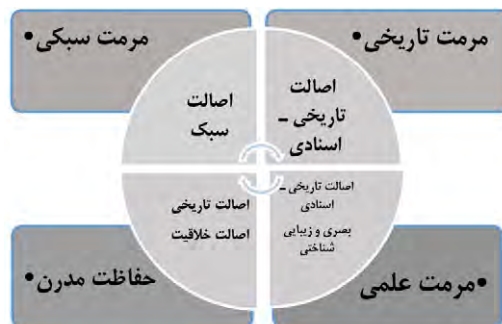 مرمت تاریخی•
مرمت سبکی•
اصالت
تاریخی –
اسنادی
اصالت
سبک
اصالت تاریخی –
اسنادی
بصری و زیبایی
شناختی
اصالت تاریخی
اصالت خلاقیت
•مرمت علمی
حفاظت مدرن•